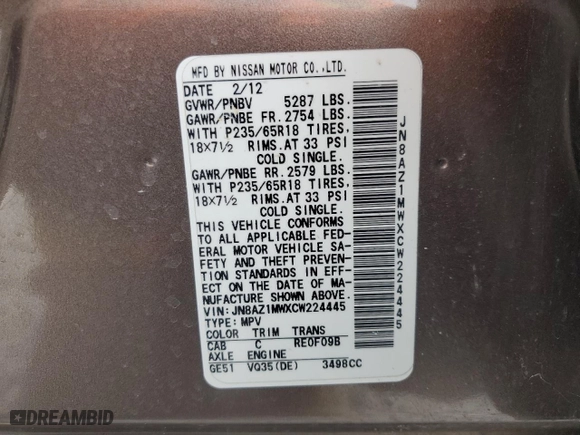 MFD BY NISSAN MOTOR CO.,LTD.
DATE 2/12
GVWR/PNBV 5287 LBS.
GAWR/PNBE FR. 2754 LBS.
WITH P235/65R18 TIRES,
18X7½ RIMS.AT 33 PSI
COLD SINGLE.
GAWR/PNBE RR. 2579 LBS.
WITH P235/65R18 TIRES,
18X7½ RIMS.AT 33 PSI
COLD SINGLE.
THIS VEHICLE CONFORMS
TO ALL APPLICABLE FED-
ERAL MOTOR VEHICLE SA-
FETY AND THEFT PREVEN-
TION STANDARDS IN EFFE-
CT ON THE DATE OF MA-
NUFACTURE SHOWN ABOVE.
VIN:JN8AZ1MWXCW224445
TYPE:MPV
COLOR TRIM TRANS
CAB C RE0F09B
AXLE ENGINE
GE51 VQ35(DE) 3498CC
JN8AZ1MWXCW224445
DREAMBID